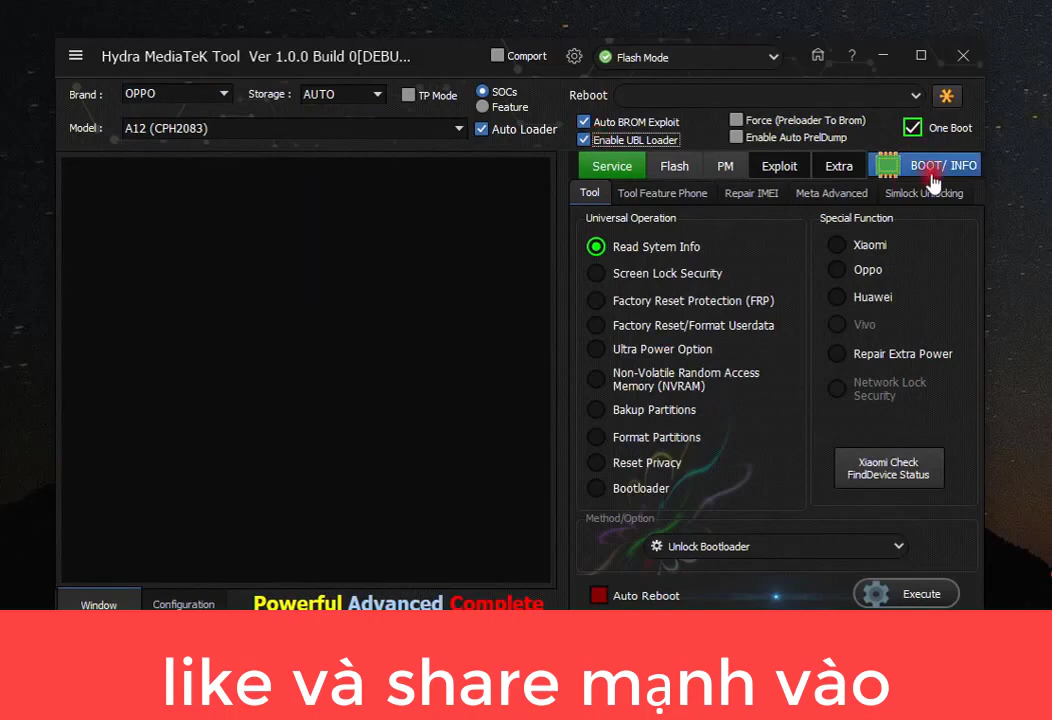 Hydra MediaTeK Tool Ver 1.0.0 Build 0[DEBU...
Comport
Flash Mode
?
Brand :
OPPO
Storage :
AUTO
TP Mode
SOCs
Feature
Reboot
Model :
A12 (CPH2083)
Auto Loader
Auto BROM Exploit
Enable UBL Loader
Force (Preloader To Brom)
Enable Auto PrelDump
One Boot
Service
Flash
PM
Exploit
Extra
BOOT/ INFO
Tool
Tool Feature Phone
Repair IMEI
Meta Advanced
Simlock Unlocking
Universal Operation
Read Sytem Info
Screen Lock Security
Factory Reset Protection (FRP)
Factory Reset/Format Userdata
Ultra Power Option
Non-Volatile Random Access
Memory (NVRAM)
Bakup Partitions
Format Partitions
Reset Privacy
Bootloader
Special Function
Xiaomi
Oppo
Huawei
Vivo
Repair Extra Power
Network Lock
Security
Xiaomi Check
FindDevice Status
Method/Option
Unlock Bootloader
Auto Reboot
Execute
Window
Configuration
Powerful Advanced Complete
like và share mạnh vào